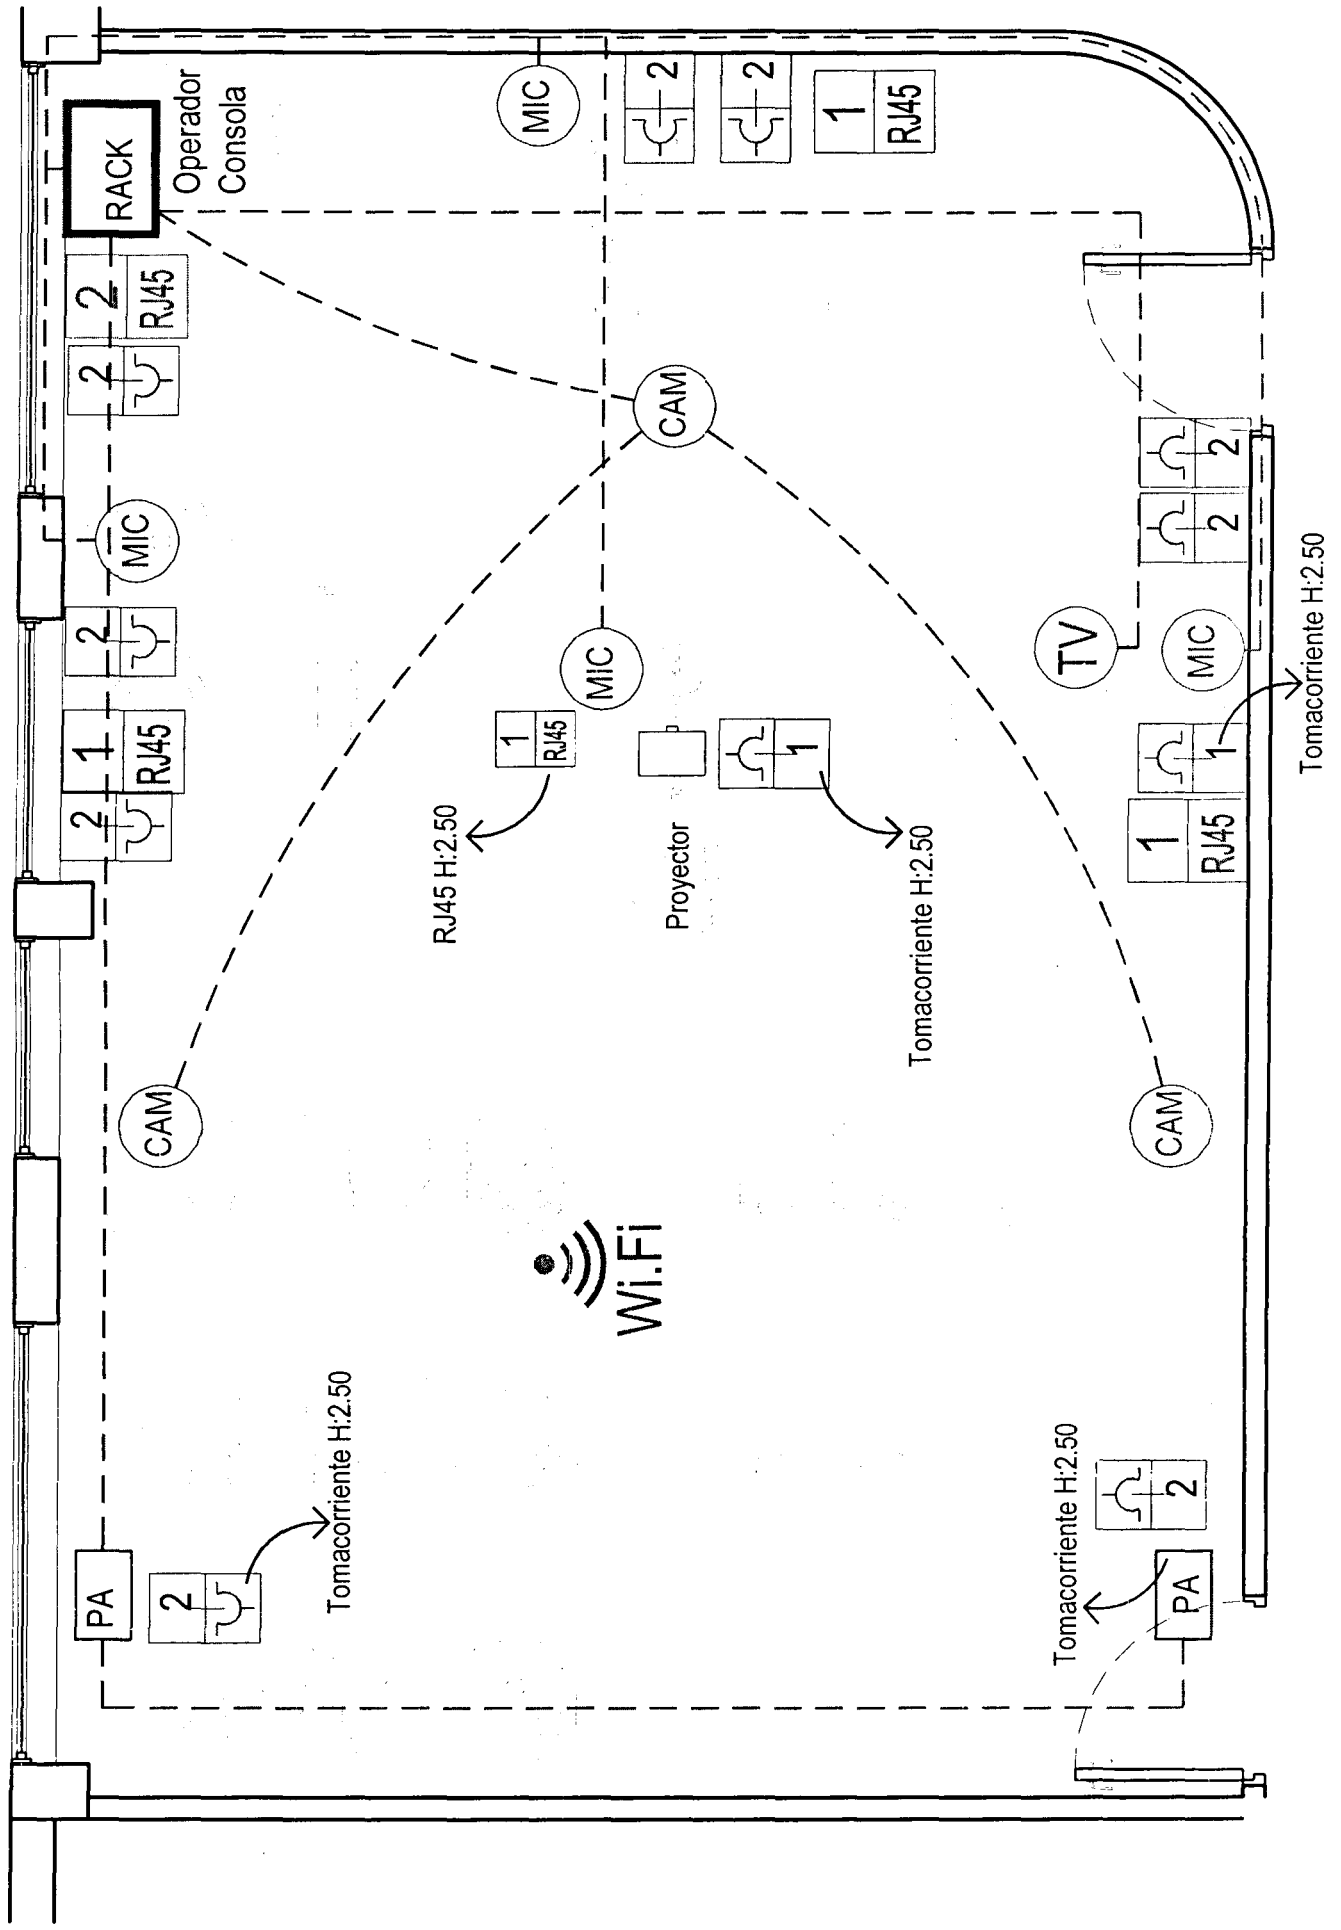 RACK
Operador
Consola
MIC
2
2
1
RJ45
2
RJ45
2
MIC
2
1
RJ45
2
CAM
MIC
1
RJ45
RJ45 H:2.50
Proyector
1
Tomacorriente H:2.50
TV
MIC
2
2
1
Tomacorriente H:2.50
1
RJ45
CAM
CAM
Wi.Fi
PA
2
Tomacorriente H:2.50
Tomacorriente H:2.50
2
PA